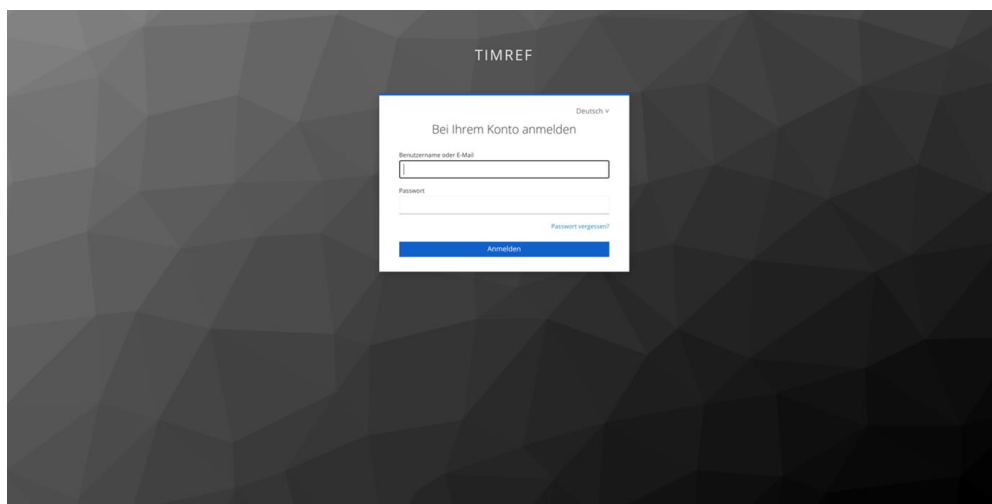 TIMREF
Deutsch ˅
Bei Ihrem Konto anmelden
Benutzername oder E-Mail
Passwort
Passwort vergessen?
Anmelden